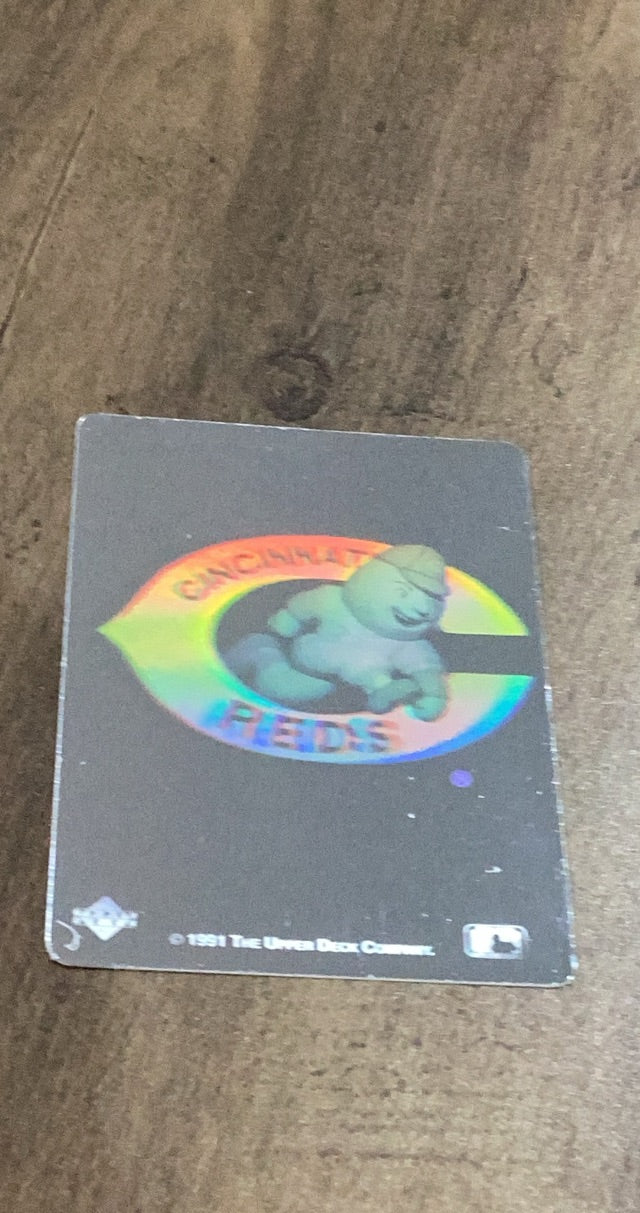 CINCINNATI
REDS
© 1991 THE UPPER DECK COMPANY.